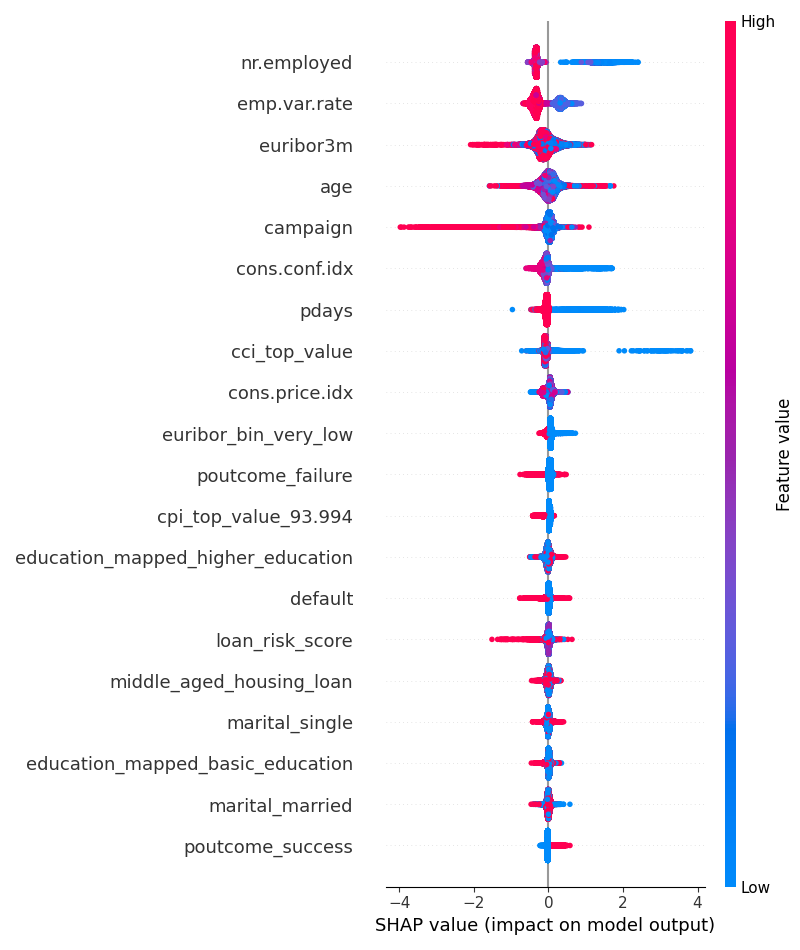 High
nr.employed
emp.var.rate
euribor3m
age
campaign
cons.conf.idx
pdays
cci_top_value
cons.price.idx
euribor_bin_very_low
poutcome_failure
cpi_top_value_93.994
education_mapped_higher_education
default
loan_risk_score
middle_aged_housing_loan
marital_single
education_mapped_basic_education
marital_married
poutcome_success
Feature value
Low
−4 −2 0 2 4
SHAP value (impact on model output)